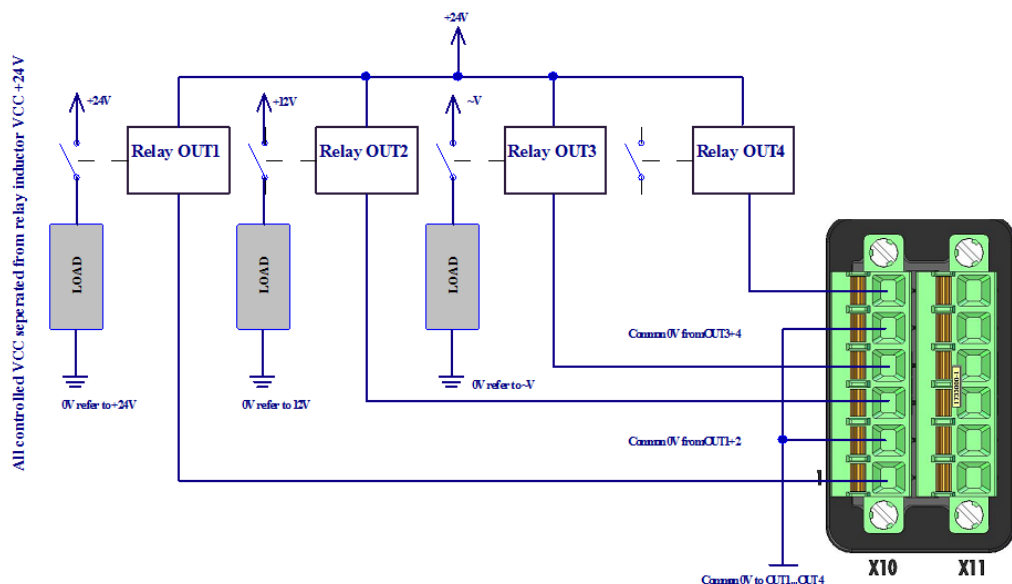 +24V
All controlled VCC seperated from relay inductor VCC +24V
+24V
+12V
~V
Relay OUT1
Relay OUT2
Relay OUT3
Relay OUT4
LOAD
LOAD
LOAD
Common 0V from OUT3+4
0V refer to +24V
0V refer to 12V
0V refer to ~V
Common 0V from OUT1+2
1
X10
X11
Common 0V to OUT1...OUT4